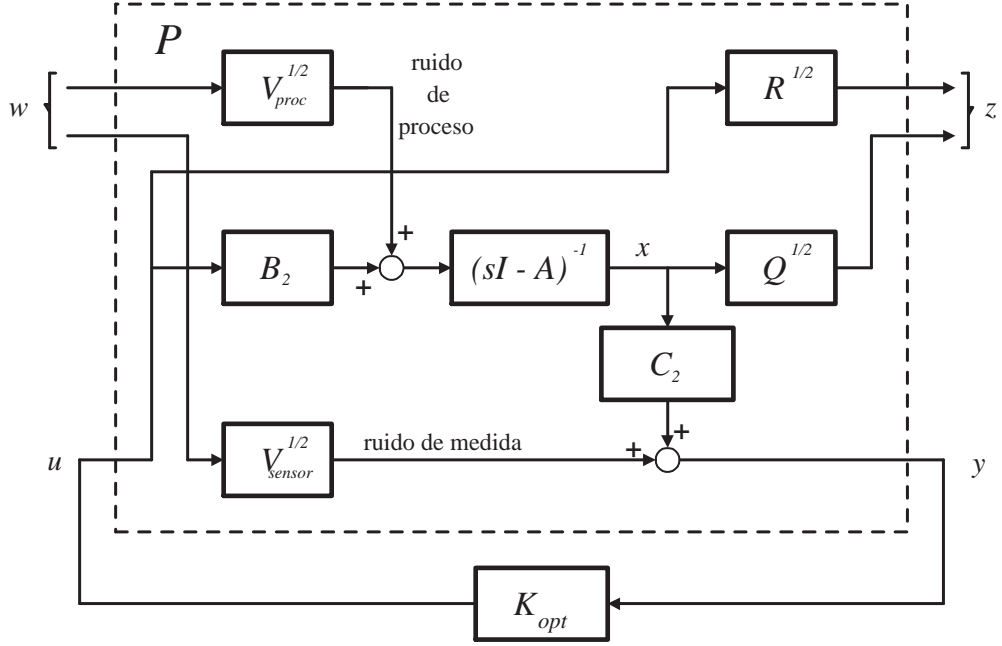 P
w
V_proc^1/2
ruido
de
proceso
R^1/2
z
B_2
+
+
(sI - A)^-1
x
Q^1/2
C_2
u
V_sensor^1/2
ruido de medida
+
+
y
K_opt